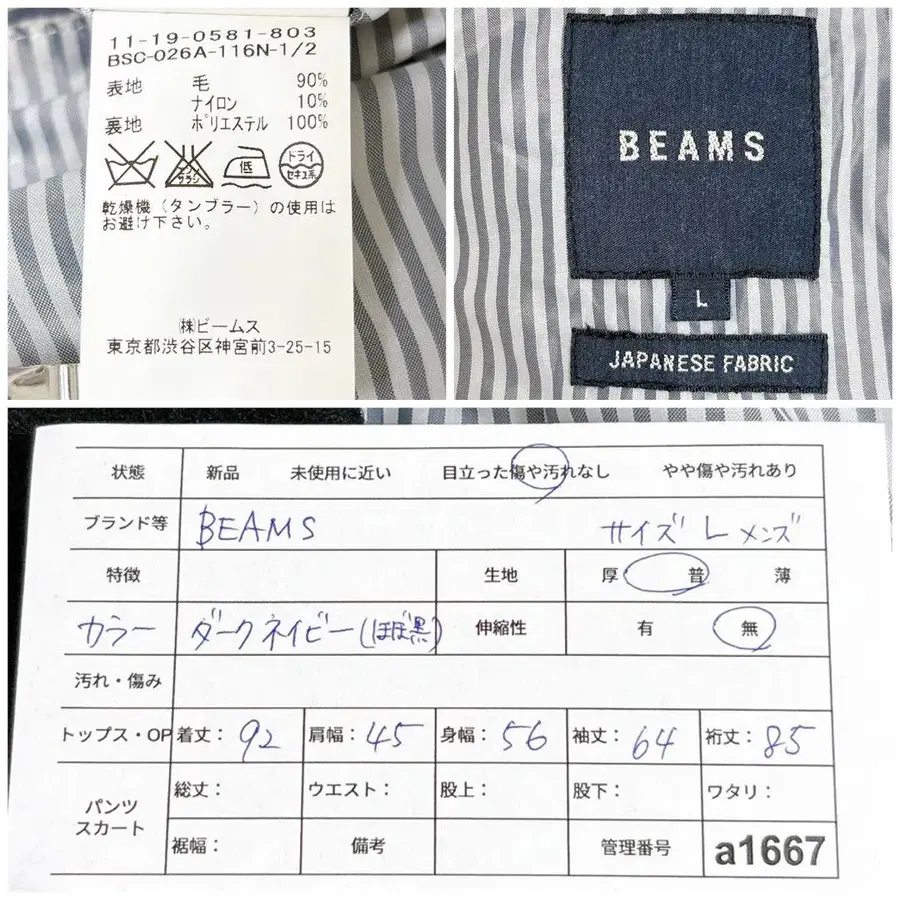 11-19-0581-803
BSC-026A-116N-1/2
表地 毛 90%
ナイロン 10%
裏地 ポリエステル 100%
エンソサラシ 低 ドライ セキユ系
乾燥機(タンブラー)の使用は
お避け下さい。
㈱ビームス
東京都渋谷区神宮前3-25-15
BEAMS
L
JAPANESE FABRIC
状態 新品 未使用に近い 目立った傷や汚れなし やや傷や汚れあり
ブランド等 BEAMS サイズ L メンズ
特徴 生地 厚 普 薄
カラー ダークネイビー(ほぼ黒) 伸縮性 有 無
汚れ・傷み
トップス・OP 着丈: 92 肩幅: 45 身幅: 56 袖丈: 64 裄丈: 85
パンツ スカート 総丈: ウエスト: 股上: 股下: ワタリ:
裾幅: 備考 管理番号 a1667